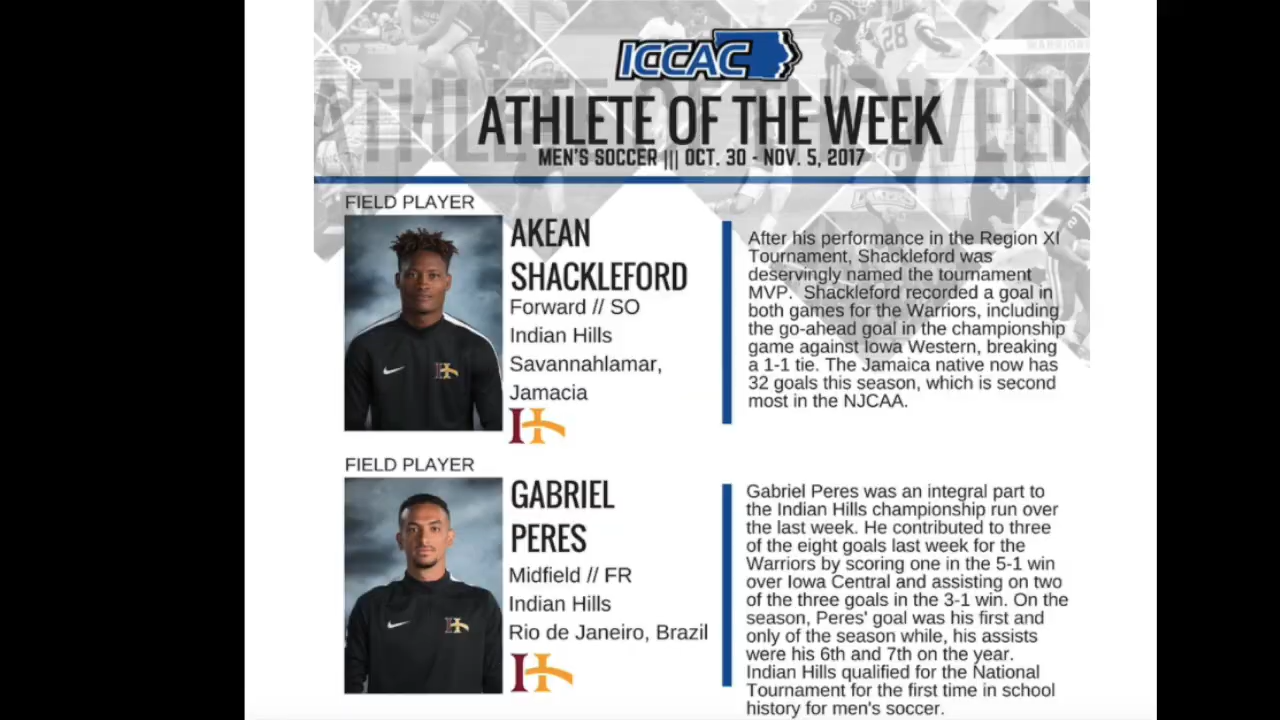 ICCAC
ATHLETE OF THE WEEK
MEN'S SOCCER ||| OCT. 30 - NOV. 5, 2017
FIELD PLAYER
AKEAN
SHACKLEFORD
Forward // SO
Indian Hills
Savannahlamar,
Jamacia
After his performance in the Region XI
Tournament, Shackleford was
deservingly named the tournament
MVP. Shackleford recorded a goal in
both games for the Warriors, including
the go-ahead goal in the championship
game against Iowa Western, breaking
a 1-1 tie. The Jamaica native now has
32 goals this season, which is second
most in the NJCAA.
FIELD PLAYER
GABRIEL
PERES
Midfield // FR
Indian Hills
Rio de Janeiro, Brazil
Gabriel Peres was an integral part to
the Indian Hills championship run over
the last week. He contributed to three
of the eight goals last week for the
Warriors by scoring one in the 5-1 win
over Iowa Central and assisting on two
of the three goals in the 3-1 win. On the
season, Peres' goal was his first and
only of the season while, his assists
were his 6th and 7th on the year.
Indian Hills qualified for the National
Tournament for the first time in school
history for men's soccer.